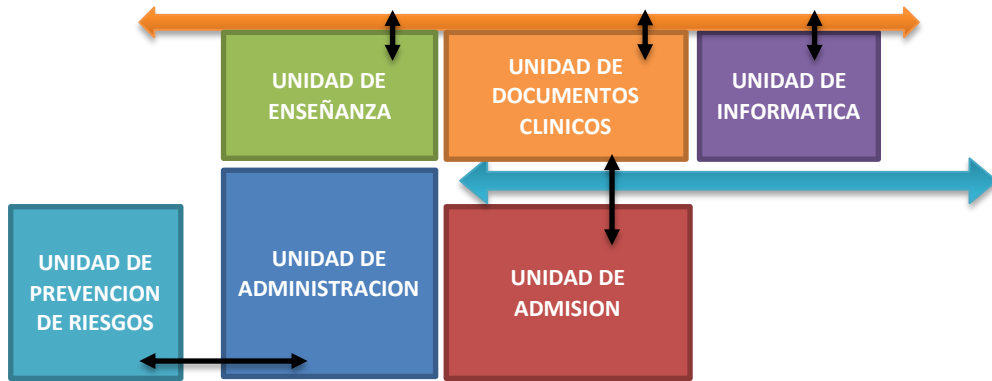 UNIDAD DE
ENSEÑANZA
UNIDAD DE
DOCUMENTOS
CLINICOS
UNIDAD DE
INFORMATICA
UNIDAD DE
PREVENCION
DE RIESGOS
UNIDAD DE
ADMINISTRACION
UNIDAD DE
ADMISION